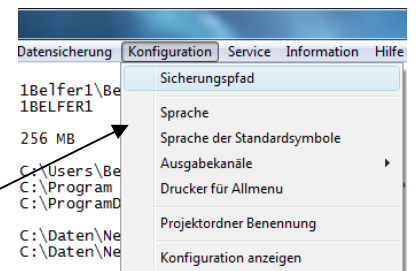 Datensicherung Konfiguration Service Information Hilfe
Sicherungspfad
1Belfer1\Be
1BELFER1
Sprache
256 MB
Sprache der Standardsymbole
Ausgabekanäle
C:\Users\Be
C:\Program
Drucker für Allmenu
C:\ProgramD
Projektordner Benennung
C:\Daten\Ne
C:\Daten\Ne
Konfiguration anzeigen